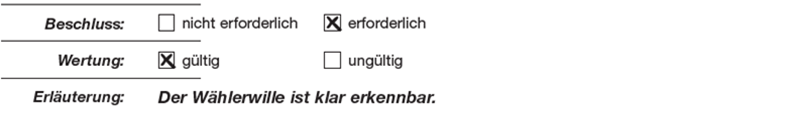 Beschluss: nicht erforderlich erforderlich
Wertung: gültig ungültig
Erläuterung: Der Wählerwille ist klar erkennbar.